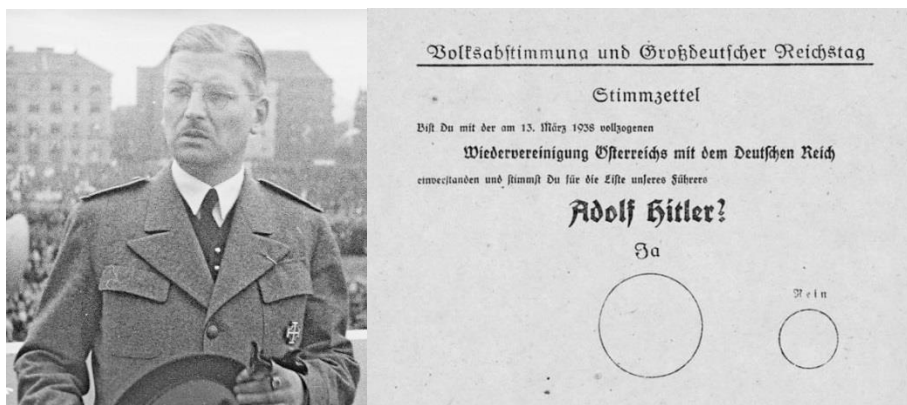 Volksabstimmung und Großdeutscher Reichstag
Stimmzettel
Bist Du mit der am 13. März 1938 vollzogenen
Wiedervereinigung Österreichs mit dem Deutschen Reich
einverstanden und stimmst Du für die Liste unseres Führers
Adolf Hitler?
Ja
Nein